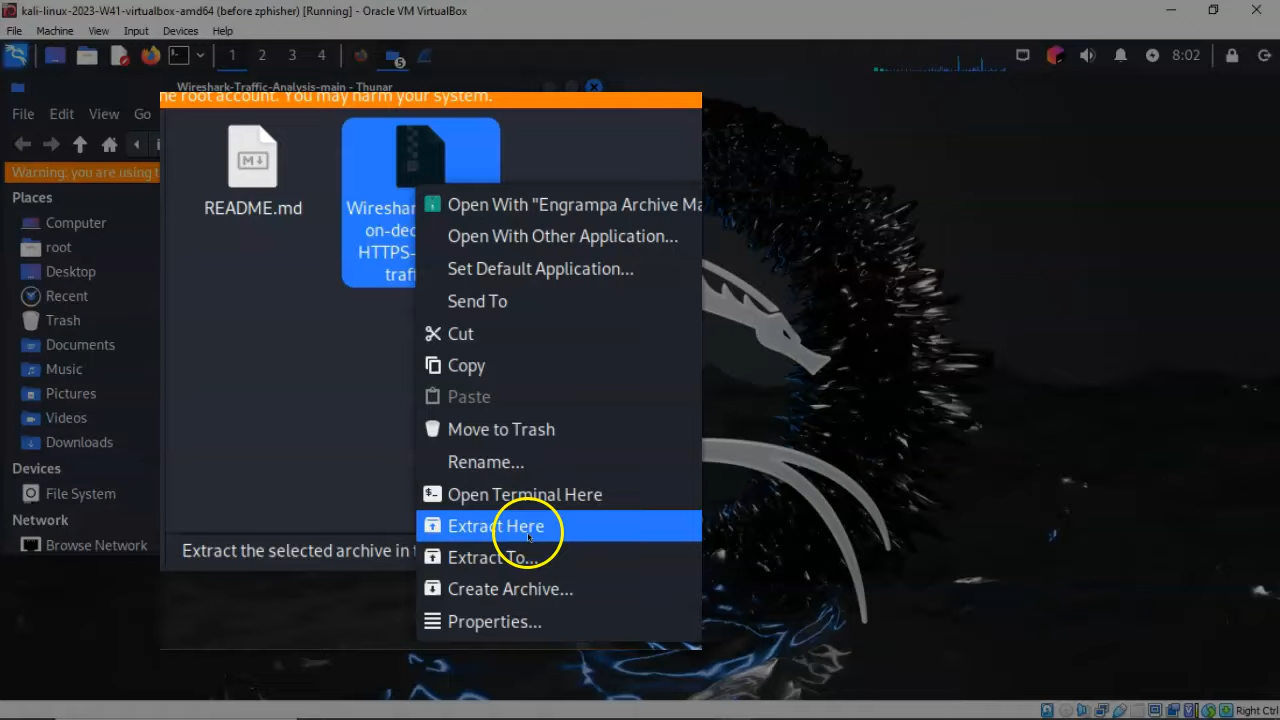 kali-linux-2023-W41-virtualbox-amd64 (before zphisher) [Running] - Oracle VM VirtualBox
File Machine View Input Devices Help
1 2 3 4 5 8:02
Wireshark-Traffic-Analysis-main - Thunar
File Edit View Go
he root account. You may harm your system.
Warning: you are using t
Places
Computer
root
Desktop
Recent
Trash
Documents
Music
Pictures
Videos
Downloads
Devices
File System
Network
Browse Network
M
README.md
Wireshar
on-dec
HTTPS-
traf
Open With "Engrampa Archive Ma
Open With Other Application...
Set Default Application...
Send To
Cut
Copy
Paste
Move to Trash
Rename...
Open Terminal Here
Extract Here
Extract To...
Create Archive...
Properties...
Extract the selected archive in t
Right Ctrl